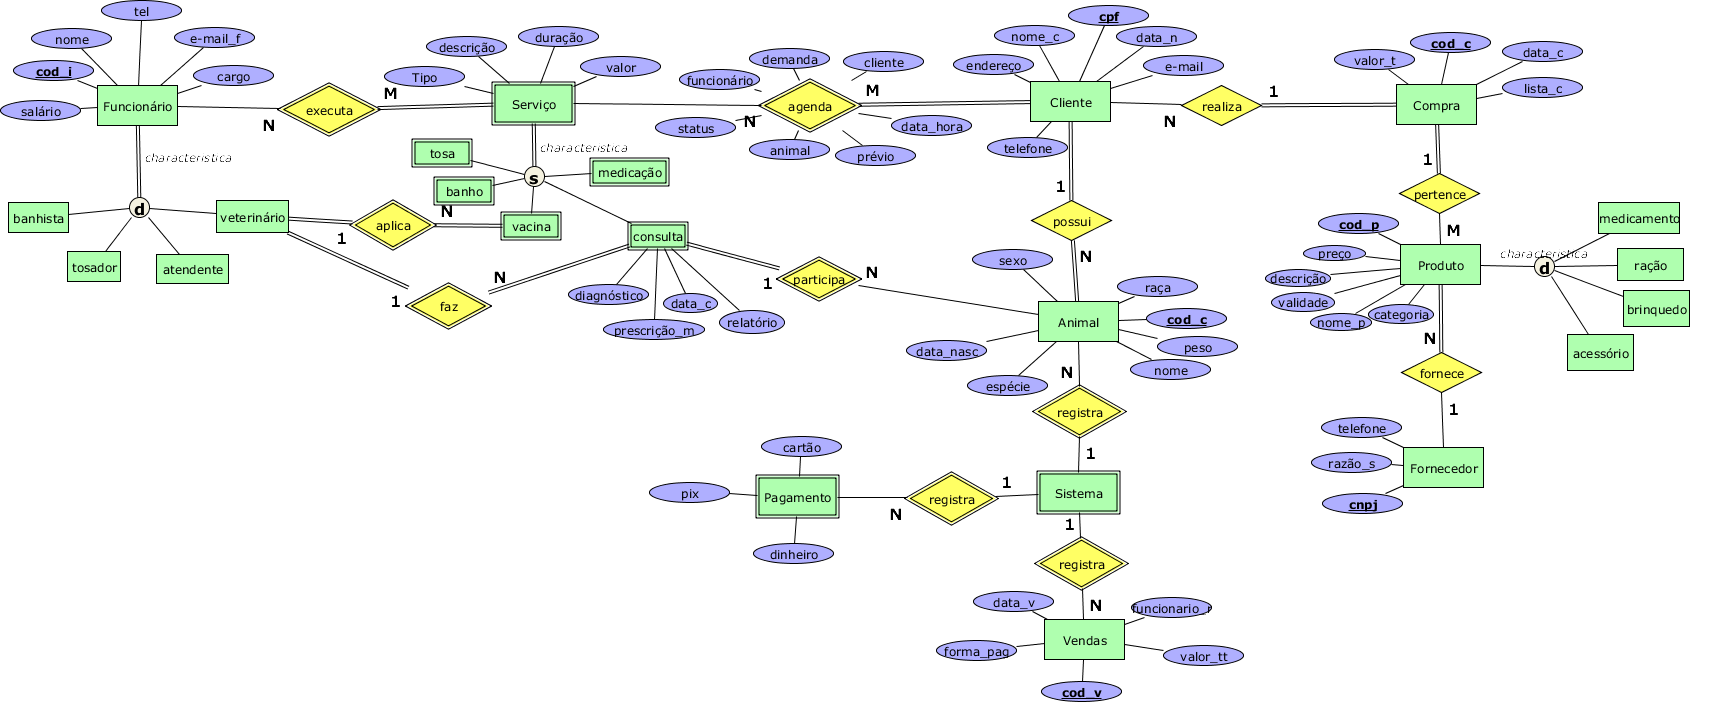 tel
nome
e-mail_f
cod_i
cargo
salário
Funcionário
executa
N
M
descrição
duração
Tipo
valor
Serviço
funcionário
demanda
cliente
agenda
N
M
status
animal
prévio
data_hora
nome_c
cpf
data_n
endereço
e-mail
Cliente
telefone
realiza
N
1
valor_t
cod_c
data_c
lista_c
Compra
1
pertence
M
characteristica
d
banhista
tosador
atendente
veterinário
characteristica
s
tosa
banho
medicação
vacina
consulta
aplica
1
N
faz
1
N
diagnóstico
prescrição_m
data_c
relatório
participa
1
N
1
possui
N
sexo
raça
cod_c
peso
nome
data_nasc
espécie
Animal
N
registra
1
cod_p
preço
descrição
validade
nome_p
categoria
Produto
characteristica
d
medicamento
ração
brinquedo
acessório
N
fornece
1
telefone
razão_s
cnpj
Fornecedor
cartão
pix
dinheiro
Pagamento
N
registra
1
Sistema
1
registra
N
data_v
funcionario_r
forma_pag
valor_tt
cod_v
Vendas